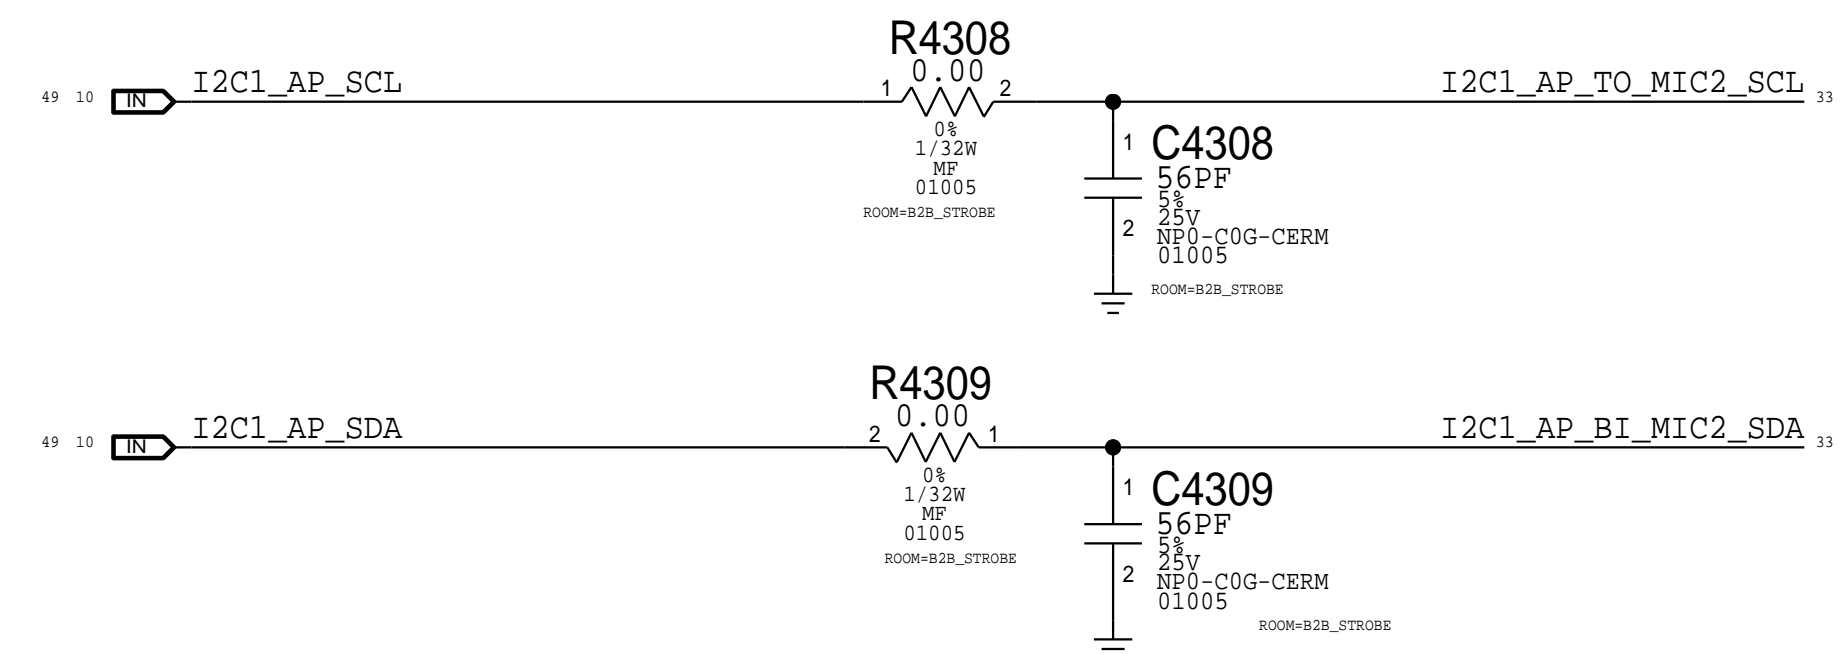 R4308
0.00
49 10 IN I2C1_AP_SCL 1 2 I2C1_AP_TO_MIC2_SCL 33
0%
1/32W
MF
01005
ROOM=B2B_STROBE
1 C4308
56PF
5%
25V
2 NP0-C0G-CERM
01005
ROOM=B2B_STROBE
R4309
0.00
49 10 IN I2C1_AP_SDA 2 1 I2C1_AP_BI_MIC2_SDA 33
0%
1/32W
MF
01005
ROOM=B2B_STROBE
1 C4309
56PF
5%
25V
2 NP0-C0G-CERM
01005
ROOM=B2B_STROBE